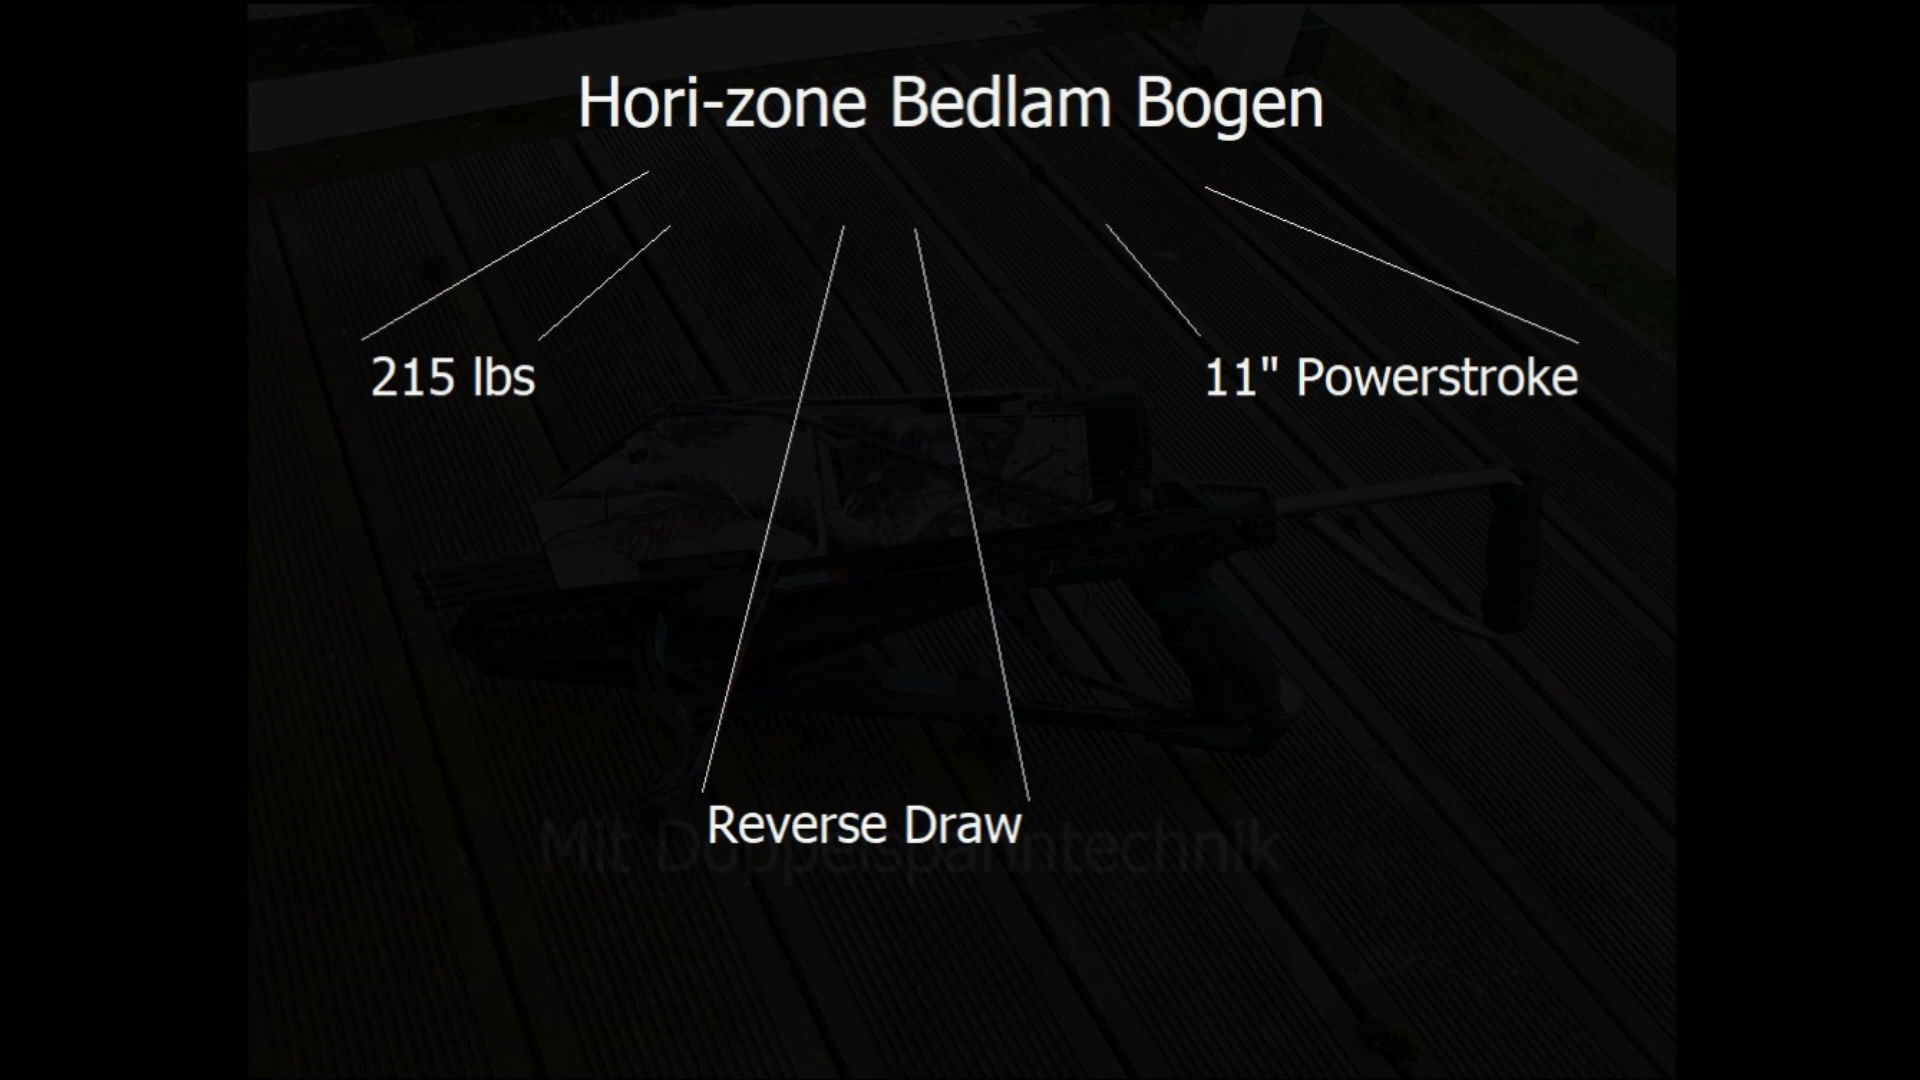 Hori-zone Bedlam Bogen
215 lbs
11" Powerstroke
Reverse Draw
Mit Doppelspanntechnik